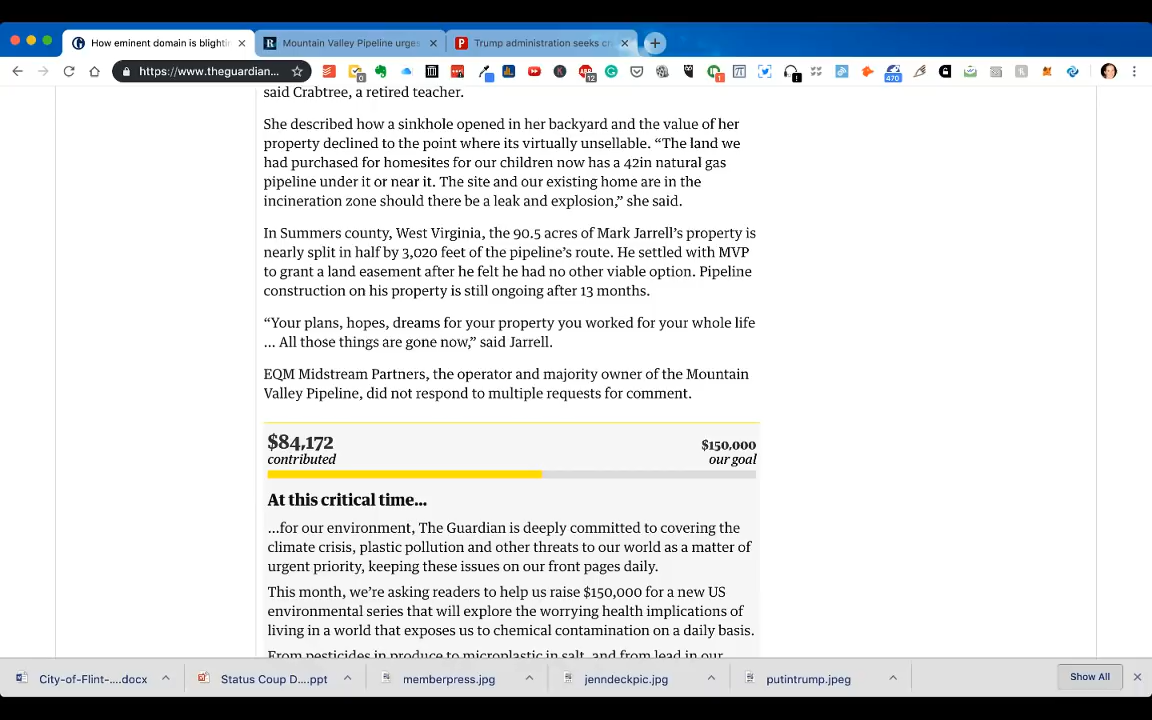 How eminent domain is blighti
Mountain Valley Pipeline urges
Trump administration seeks cr
https://www.theguardian...
said Crabtree, a retired teacher.
She described how a sinkhole opened in her backyard and the value of her
property declined to the point where its virtually unsellable. “The land we
had purchased for homesites for our children now has a 42in natural gas
pipeline under it or near it. The site and our existing home are in the
incineration zone should there be a leak and explosion,” she said.
In Summers county, West Virginia, the 90.5 acres of Mark Jarrell’s property is
nearly split in half by 3,020 feet of the pipeline’s route. He settled with MVP
to grant a land easement after he felt he had no other viable option. Pipeline
construction on his property is still ongoing after 13 months.
“Your plans, hopes, dreams for your property you worked for your whole life
... All those things are gone now,” said Jarrell.
EQM Midstream Partners, the operator and majority owner of the Mountain
Valley Pipeline, did not respond to multiple requests for comment.
$84,172
contributed
$150,000
our goal
At this critical time...
...for our environment, The Guardian is deeply committed to covering the
climate crisis, plastic pollution and other threats to our world as a matter of
urgent priority, keeping these issues on our front pages daily.
This month, we’re asking readers to help us raise $150,000 for a new US
environmental series that will explore the worrying health implications of
living in a world that exposes us to chemical contamination on a daily basis.
From pesticides in produce to microplastic in salt, and from lead in our
City-of-Flint-....docx
Status Coup D....ppt
memberpress.jpg
jenndeckpic.jpg
putintrump.jpeg
Show All